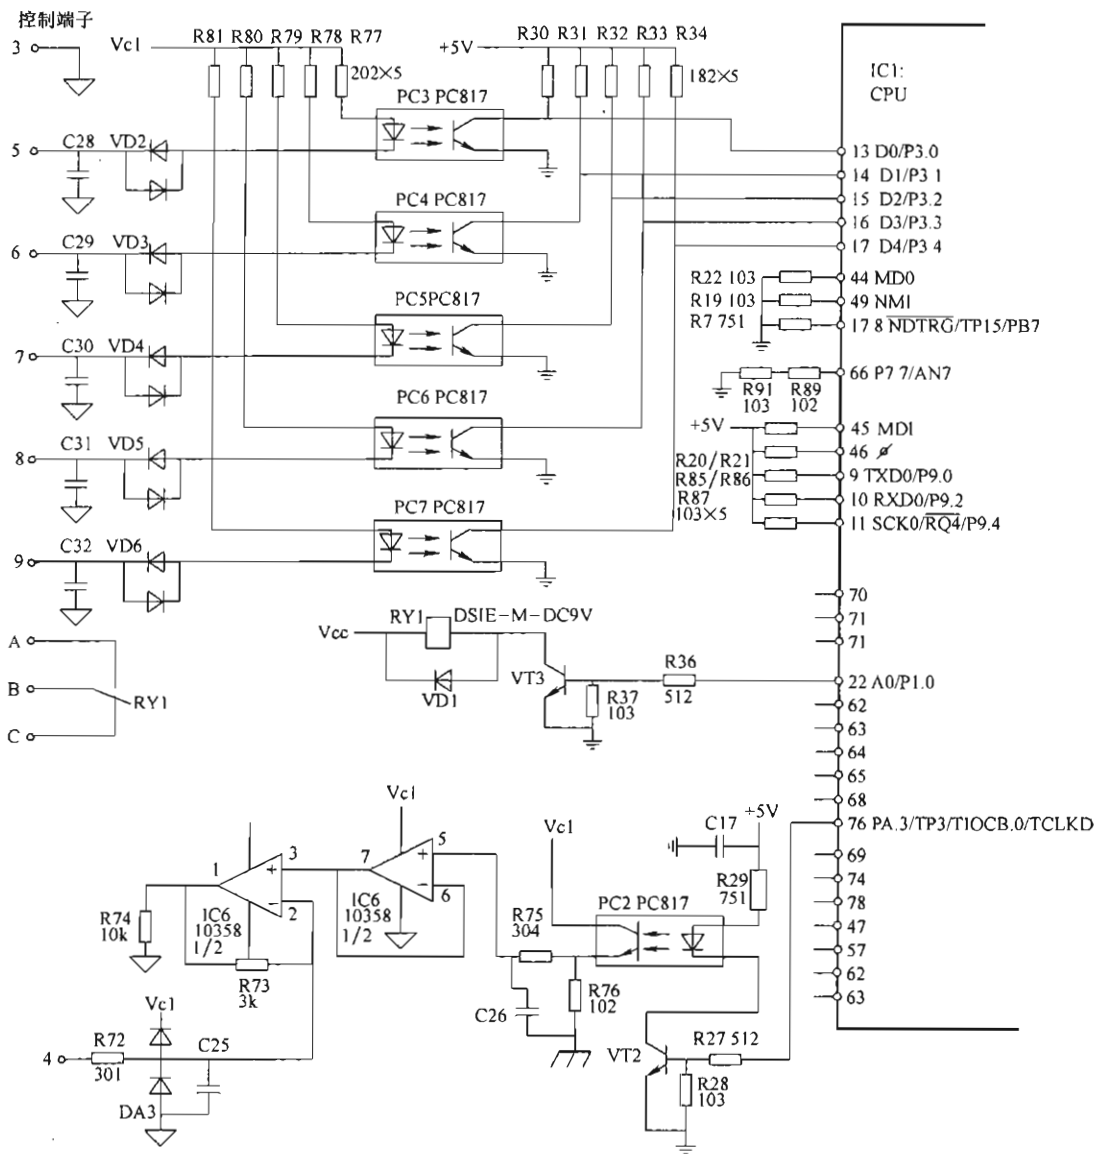 控制端子
3
Vc1
R81 R80 R79 R78 R77
202×5
+5V
R30 R31 R32 R33 R34
182×5
IC1:
CPU
PC3 PC817
5
C28
VD2
13 D0/P3.0
14 D1/P3 1
15 D2/P3.2
16 D3/P3.3
17 D4/P3 4
PC4 PC817
6
C29
VD3
R22 103
44 MD0
R19 103
49 NMI
R7 751
17 8 NDTRG/TP15/PB7
PC5PC817
7
C30
VD4
66 P7 7/AN7
R91
103
R89
102
PC6 PC817
8
C31
VD5
+5V
45 MDI
46 ø
R20/R21
R85/R86
R87
103×5
9 TXD0/P9.0
10 RXD0/P9.2
11 SCK0/RQ4/P9.4
PC7 PC817
9
C32
VD6
70
71
71
Vcc
RY1
DSIE-M-DC9V
VD1
VT3
R37
103
R36
512
22 A0/P1.0
A
B
C
RY1
62
63
64
65
68
76 PA.3/TP3/TIOCB.0/TCLKD
69
74
78
47
57
62
63
Vc1
Vc1
+5V
C17
R29
751
PC2 PC817
1
3
2
7
5
6
IC6
10358
1/2
IC6
10358
1/2
R74
10k
R73
3k
R75
304
R76
102
C26
Vc1
4
R72
301
C25
DA3
VT2
R27 512
R28
103